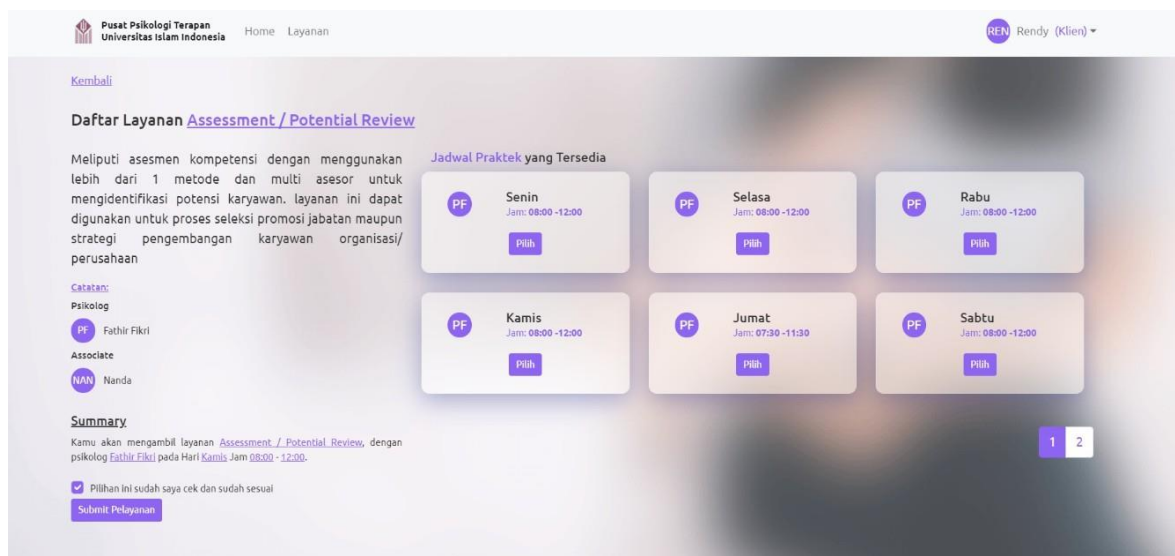 Pusat Psikologi Terapan
Universitas Islam Indonesia
Home Layanan
REN Rendy (Klien)
Kembali
Daftar Layanan Assessment / Potential Review
Meliputi asesmen kompetensi dengan menggunakan
lebih dari 1 metode dan multi asesor untuk
mengidentifikasi potensi karyawan. layanan ini dapat
digunakan untuk proses seleksi promosi jabatan maupun
strategi pengembangan karyawan organisasi/
perusahaan
Catatan:
Psikolog
PF Fathir Fikri
Associate
NAN Nanda
Summary
Kamu akan mengambil layanan Assessment / Potential Review, dengan
psikolog Fathir Fikri pada Hari Kamis Jam 08:00 - 12:00.
Pilihan ini sudah saya cek dan sudah sesuai
Submit Pelayanan
Jadwal Praktek yang Tersedia
PF Senin
Jam: 08:00 -12:00
Pilih
PF Selasa
Jam: 08:00 -12:00
Pilih
PF Rabu
Jam: 08:00 -12:00
Pilih
PF Kamis
Jam: 08:00 -12:00
Pilih
PF Jumat
Jam: 07:30 -11:30
Pilih
PF Sabtu
Jam: 08:00 -12:00
Pilih
1 2